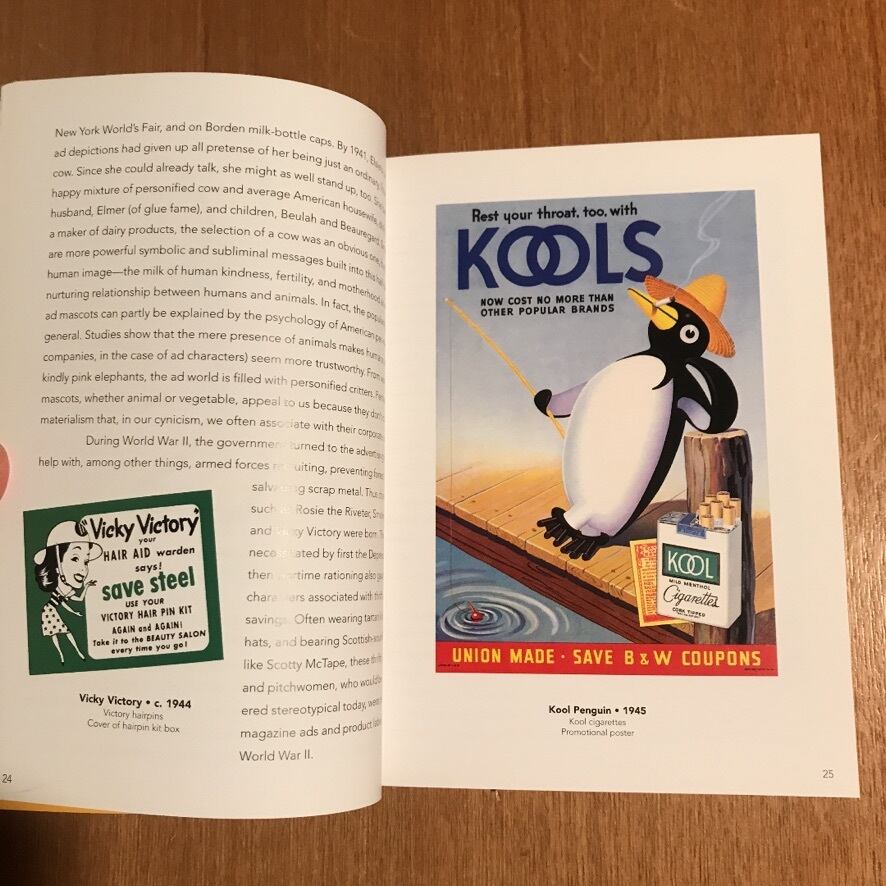 New York World's Fair, and on Borden milk-bottle caps. By 1941,
ad depictions had given up all pretense of her being just an ordinary
cow. Since she could already talk, she might as well stand up, too.
happy mixture of personified cow and average American housewife,
husband, Elmer (of glue fame), and children, Beulah and Beauregard.
a maker of dairy products, the selection of a cow was an obvious one,
are more powerful symbolic and subliminal messages built into this
human image—the milk of human kindness, fertility, and motherhood
nurturing relationship between humans and animals. In fact, the
ad mascots can partly be explained by the psychology of American
general. Studies show that the mere presence of animals makes
companies, in the case of ad characters) seem more trustworthy. From
kindly pink elephants, the ad world is filled with personified critters.
mascots, whether animal or vegetable, appeal to us because they
materialism that, in our cynicism, we often associate with their
During World War II, the government turned to the
help with, among other things, armed forces recruiting, preventing
scrap metal.
Rosie the Riveter,
and Victory were born.
by first the
then rationing also
associated with
savings. Often wearing
hats, and bearing
like Scotty McTape, these
and pitchwomen, who
ered stereotypical today, were
magazine ads and product
World War II.
Vicky Victory
your
HAIR AID warden
says!
save steel
USE YOUR
VICTORY HAIR PIN KIT
AGAIN and AGAIN!
Take it to the BEAUTY SALON
every time you go!
Vicky Victory • c. 1944
Victory hairpins
Cover of hairpin kit box
24
Rest your throat, too, with
KOOLS
NOW COST NO MORE THAN
OTHER POPULAR BRANDS
KOOL
MILD MENTHOL
Cigarettes
CORK TIPPED
UNION MADE · SAVE B & W COUPONS
Kool Penguin • 1945
Kool cigarettes
Promotional poster
25